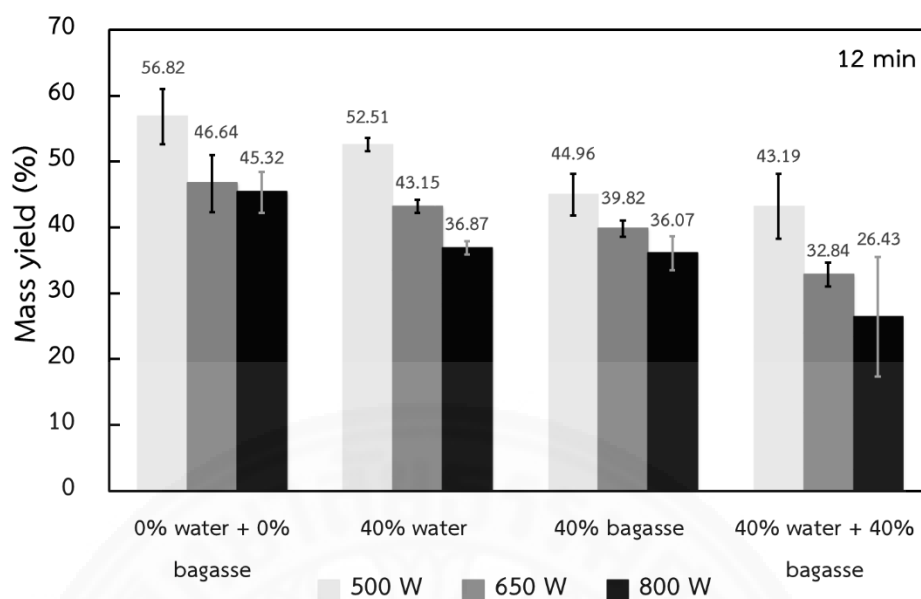 70
12 min
56.82
60
52.51
46.64
45.32
44.96
43.19
50
43.15
39.82
36.87
36.07
40
32.84
26.43
30
20
10
0
Mass yield (%)
0% water + 0%
bagasse
40% water
40% bagasse
40% water + 40%
bagasse
500 W
650 W
800 W